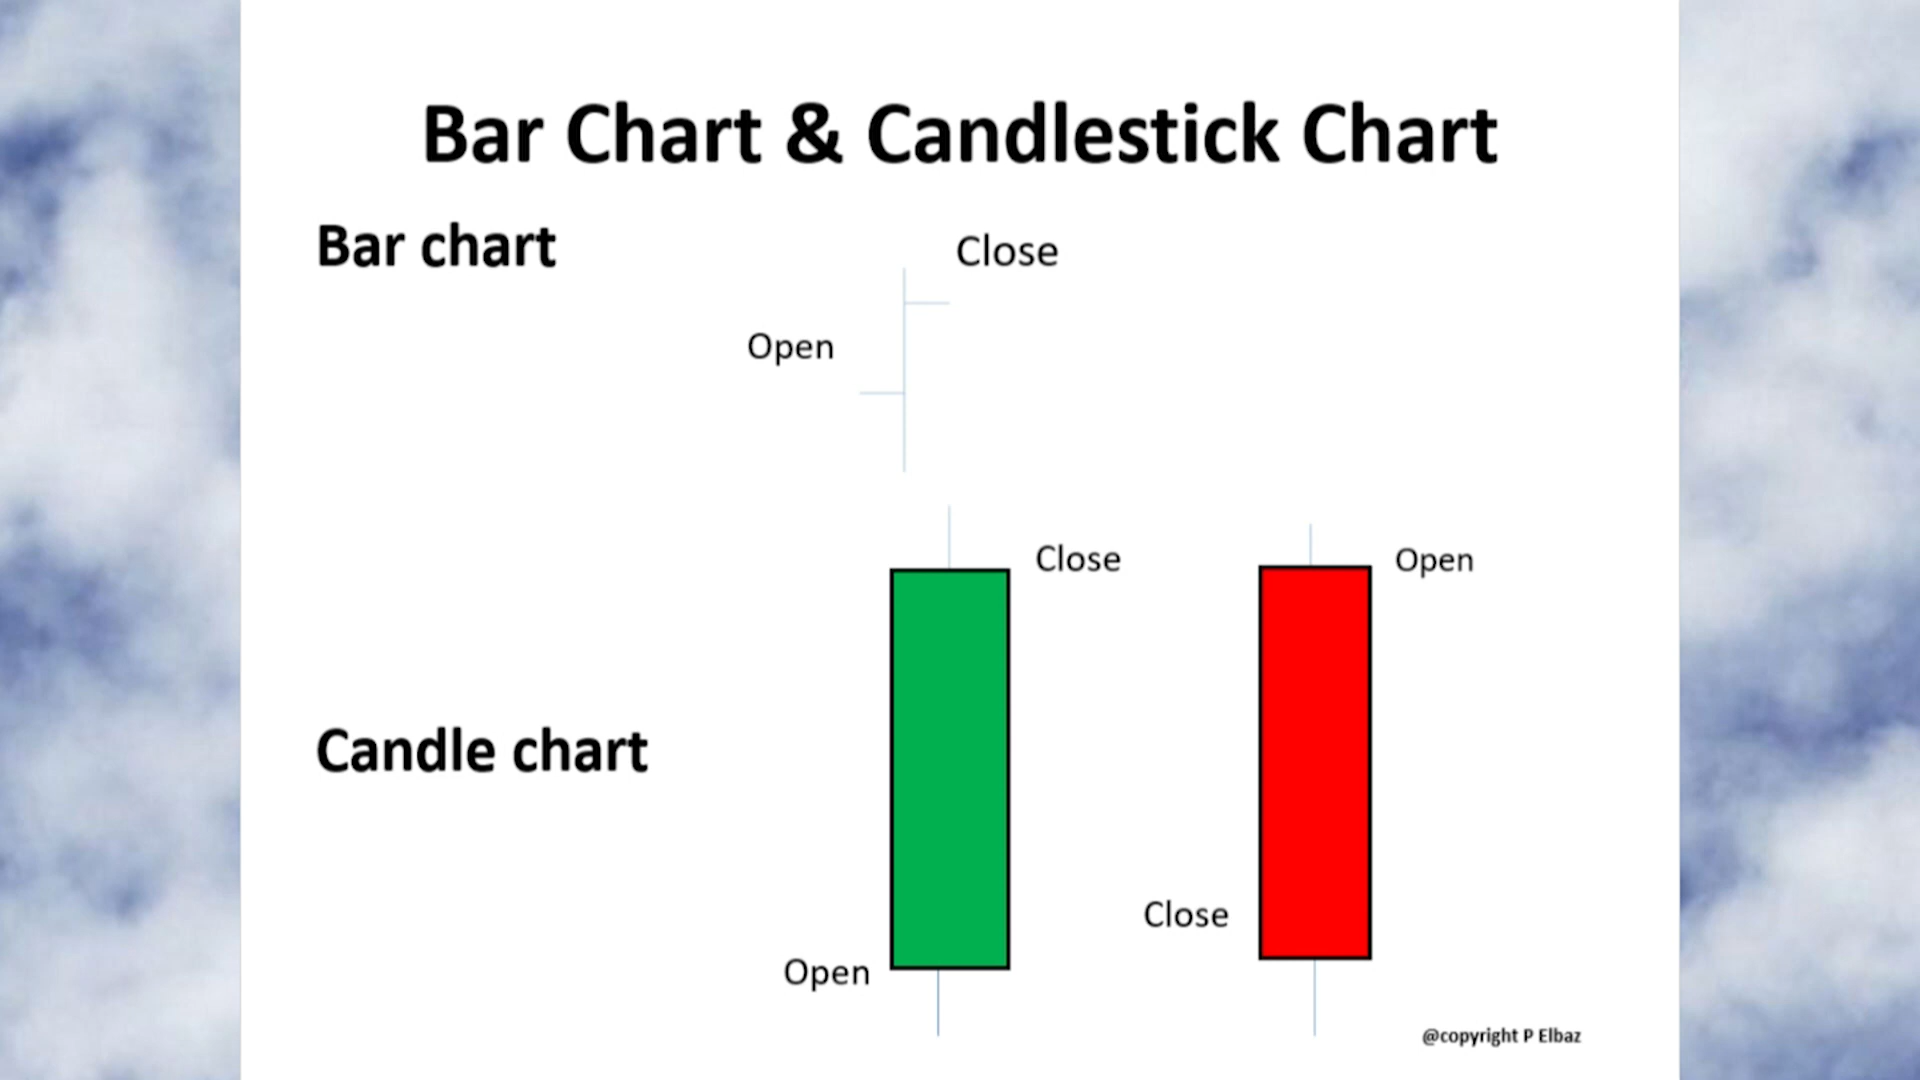 Bar Chart & Candlestick Chart
Bar chart
Close
Open
Close
Open
Candle chart
Close
Open
@copyright P Elbaz